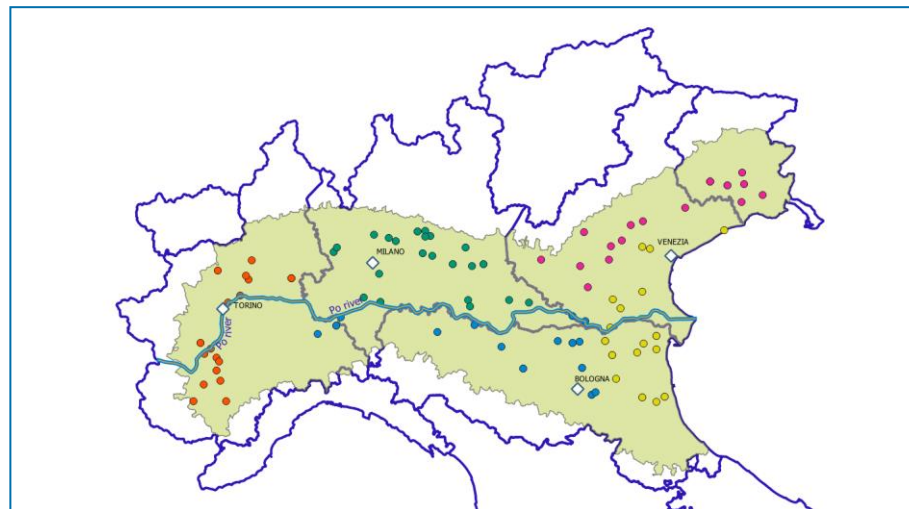 VENEZIA
MILANO
Po river
TORINO
Po river
BOLOGNA